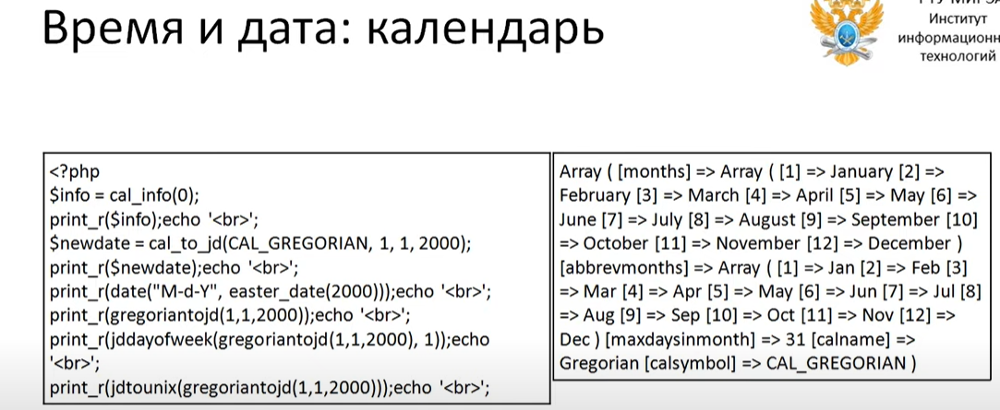 Время и дата: календарь
Институт
информационн
технологий
<?php
$info = cal_info(0);
print_r($info);echo '<br>';
$newdate = cal_to_jd(CAL_GREGORIAN, 1, 1, 2000);
print_r($newdate);echo '<br>';
print_r(date("M-d-Y", easter_date(2000)));echo '<br>';
print_r(gregoriantojd(1,1,2000));echo '<br>';
print_r(jddayofweek(gregoriantojd(1,1,2000), 1));echo
'<br>';
print_r(jdtounix(gregoriantojd(1,1,2000)));echo '<br>';
Array ( [months] => Array ( [1] => January [2] =>
February [3] => March [4] => April [5] => May [6] =>
June [7] => July [8] => August [9] => September [10]
=> October [11] => November [12] => December )
[abbrevmonths] => Array ( [1] => Jan [2] => Feb [3]
=> Mar [4] => Apr [5] => May [6] => Jun [7] => Jul [8]
=> Aug [9] => Sep [10] => Oct [11] => Nov [12] =>
Dec ) [maxdaysinmonth] => 31 [calname] =>
Gregorian [calsymbol] => CAL_GREGORIAN )